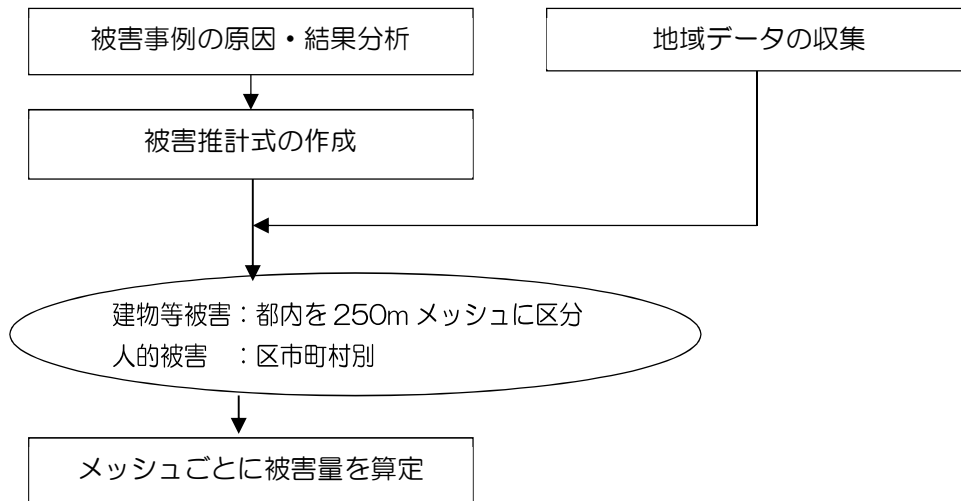 被害事例の原因・結果分析
地域データの収集
被害推計式の作成
建物等被害：都内を250mメッシュに区分
人的被害　：区市町村別
メッシュごとに被害量を算定